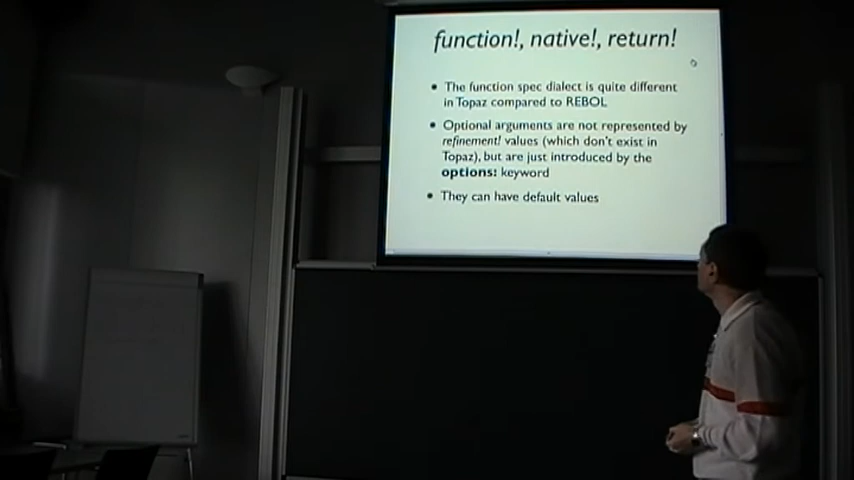 function!, native!, return!
• The function spec dialect is quite different
in Topaz compared to REBOL
• Optional arguments are not represented by
refinement! values (which don't exist in
Topaz), but are just introduced by the
options: keyword
• They can have default values